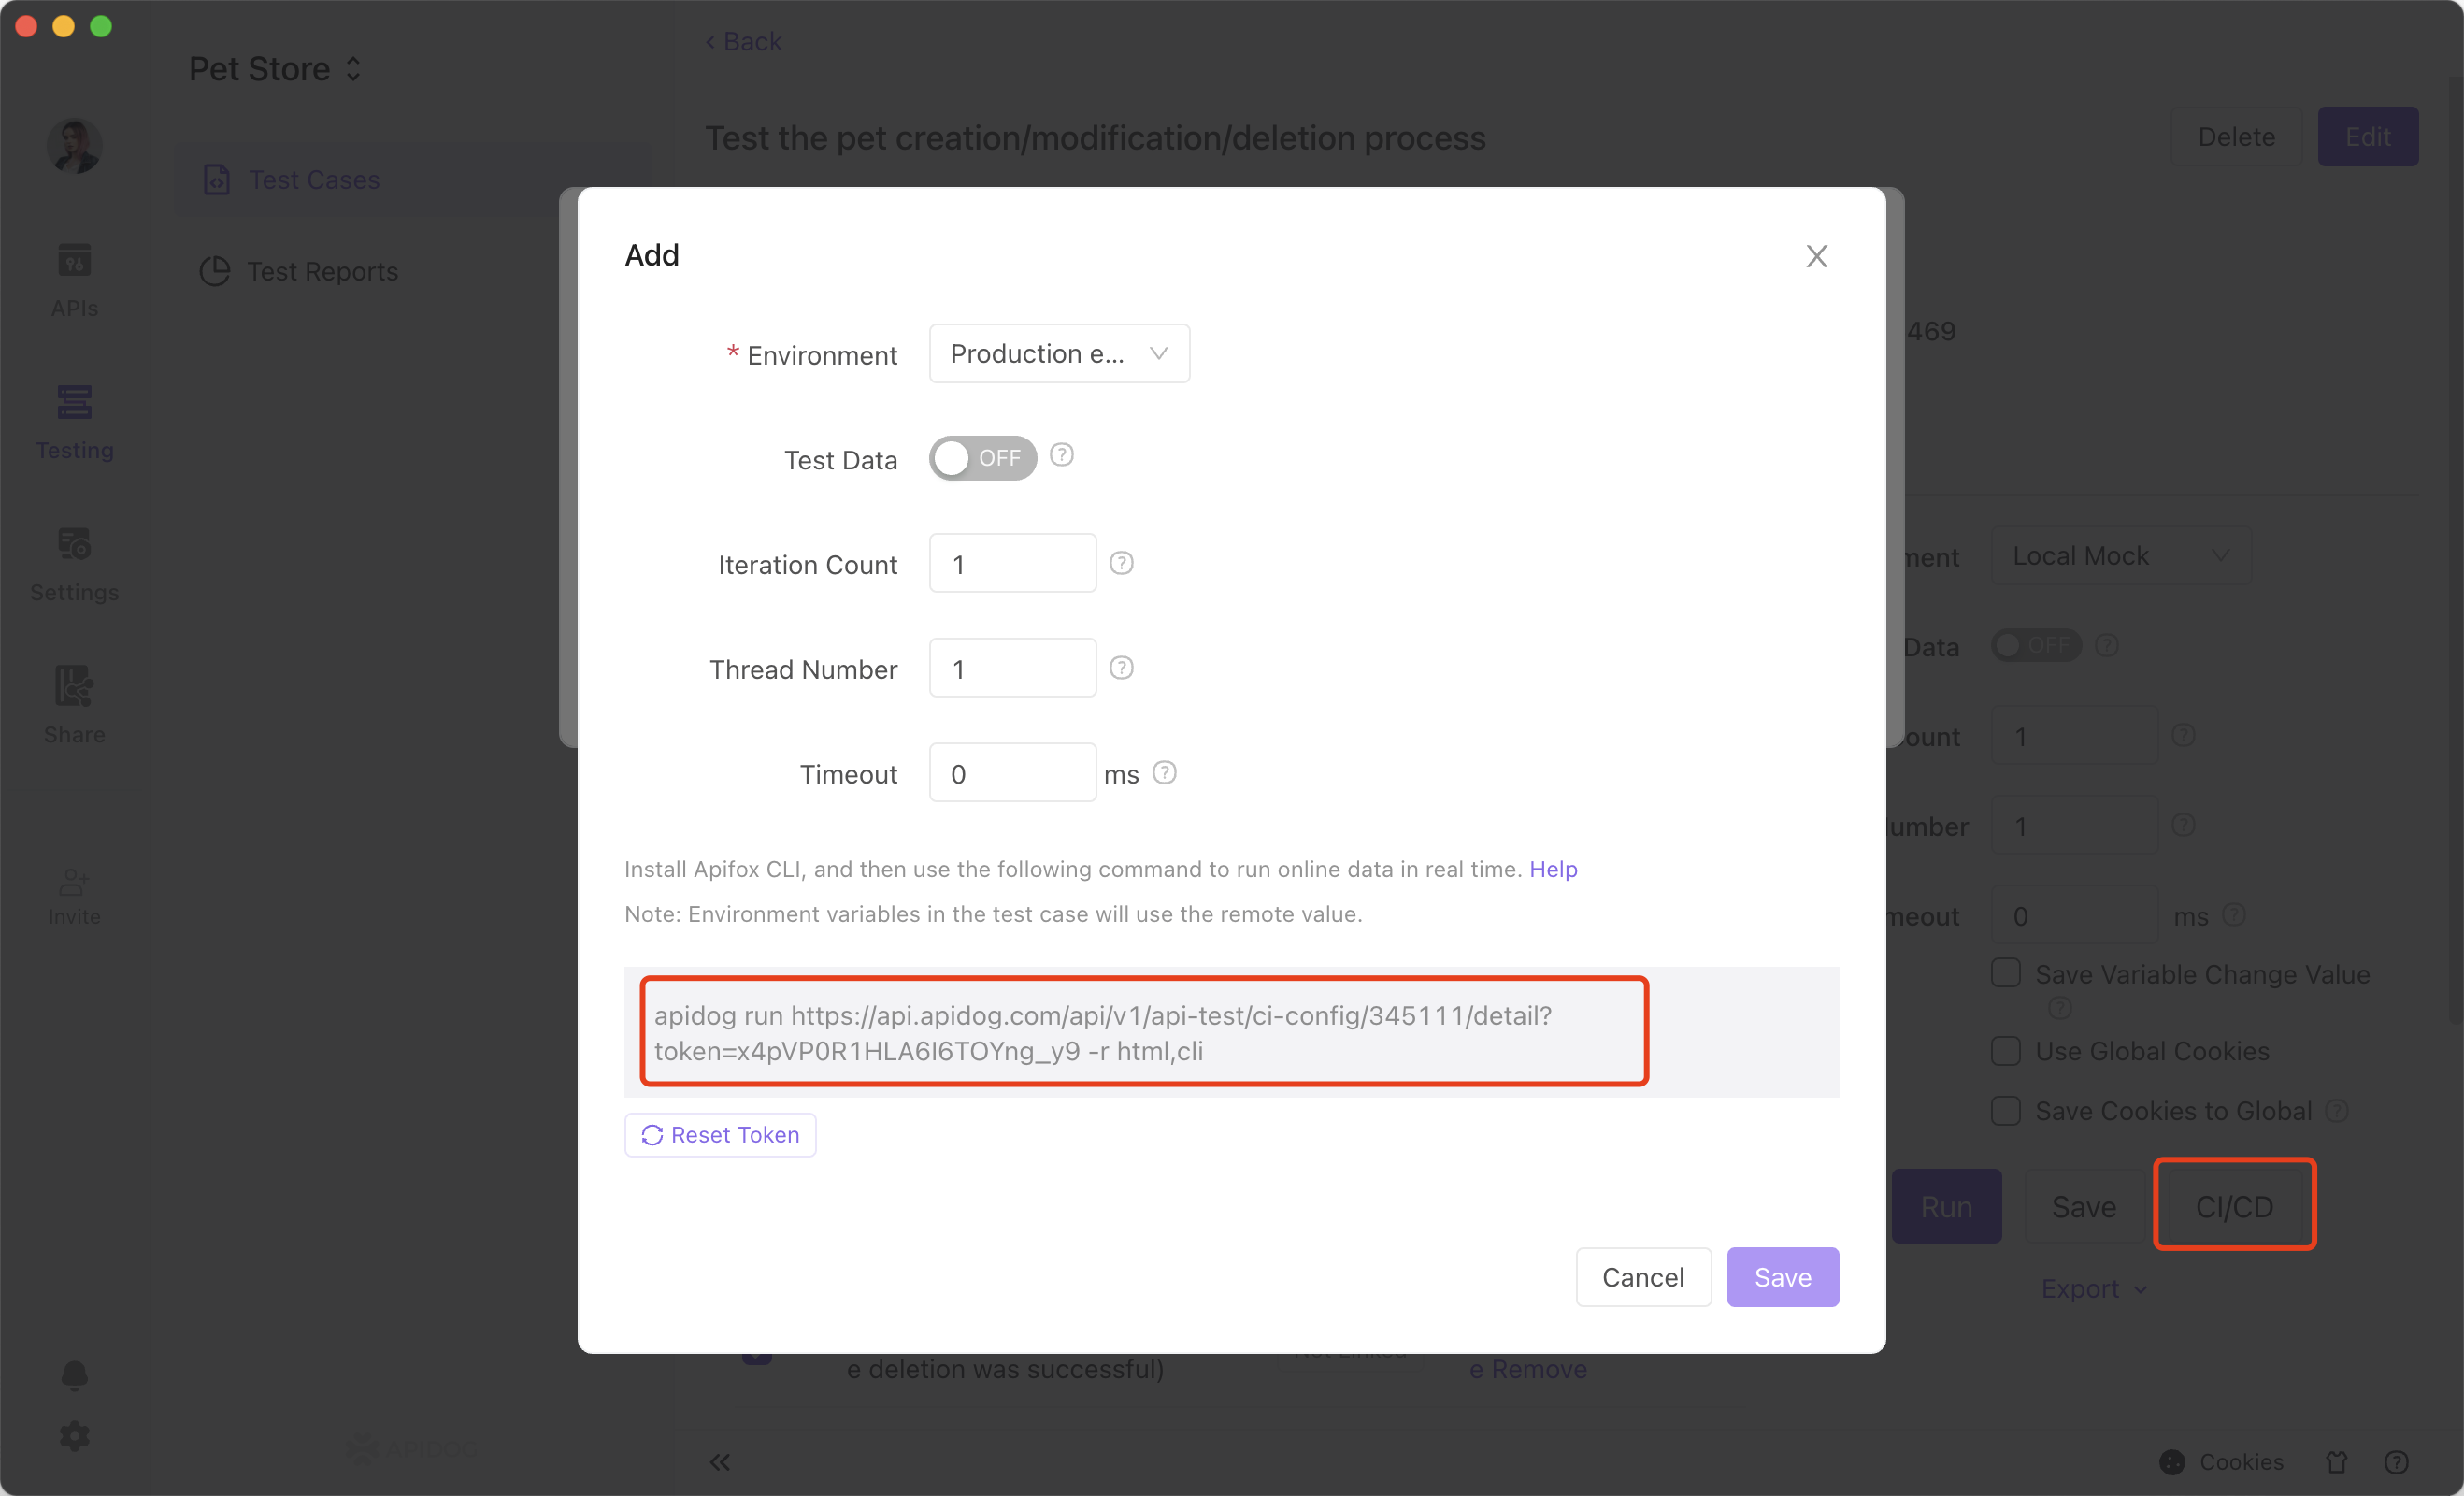 Pet Store
Test Cases
Test Reports
APIs
Testing
Settings
Share
Invite
Back
Test the pet creation/modification/deletion process
Delete
Edit
Add
* Environment
Production e...
Test Data
OFF
Iteration Count
1
Thread Number
1
Timeout
0
ms
Install Apifox CLI, and then use the following command to run online data in real time. Help
Note: Environment variables in the test case will use the remote value.
apidog run https://api.apidog.com/api/v1/api-test/ci-config/345111/detail?
token=x4pVP0R1HLA6I6TOYng_y9 -r html,cli
Reset Token
Cancel
Save
469
ment
Local Mock
Data
OFF
ount
1
umber
1
meout
0
ms
Save Variable Change Value
Use Global Cookies
Save Cookies to Global
Run
Save
CI/CD
Export
e deletion was successful)
e Remove
APIDOG
Cookies